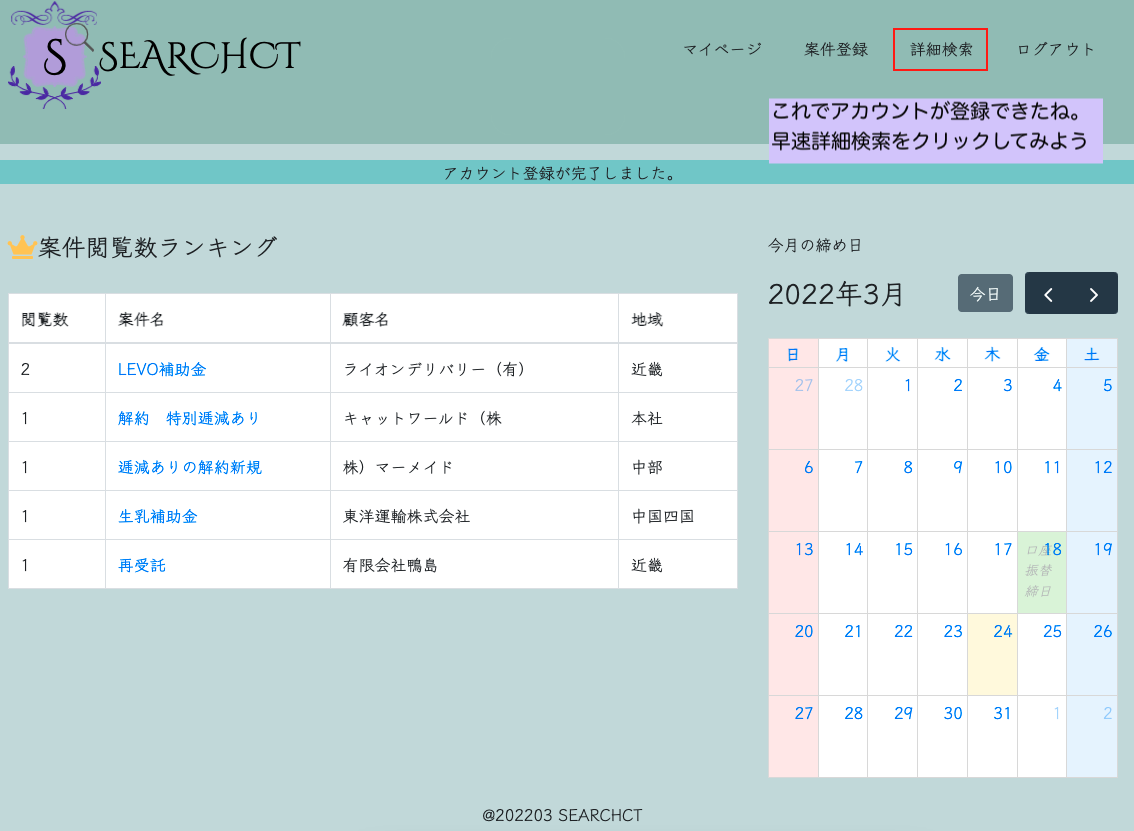 S SEARCHCT
マイページ 案件登録 詳細検索 ログアウト
これでアカウントが登録できたね。
早速詳細検索をクリックしてみよう
アカウント登録が完了しました。
案件閲覧数ランキング
閲覧数 案件名 顧客名 地域
2 LEVO補助金 ライオンデリバリー（有） 近畿
1 解約　特別逓減あり キャットワールド（株 本社
1 逓減ありの解約新規 株）マーメイド 中部
1 生乳補助金 東洋運輸株式会社 中国四国
1 再受託 有限会社鴨島 近畿
今月の締め日
2022年3月 今日
日 月 火 水 木 金 土
27 28 1 2 3 4 5
6 7 8 9 10 11 12
13 14 15 16 17 18 19
口座
振替
締日
20 21 22 23 24 25 26
27 28 29 30 31 1 2
@202203 SEARCHCT